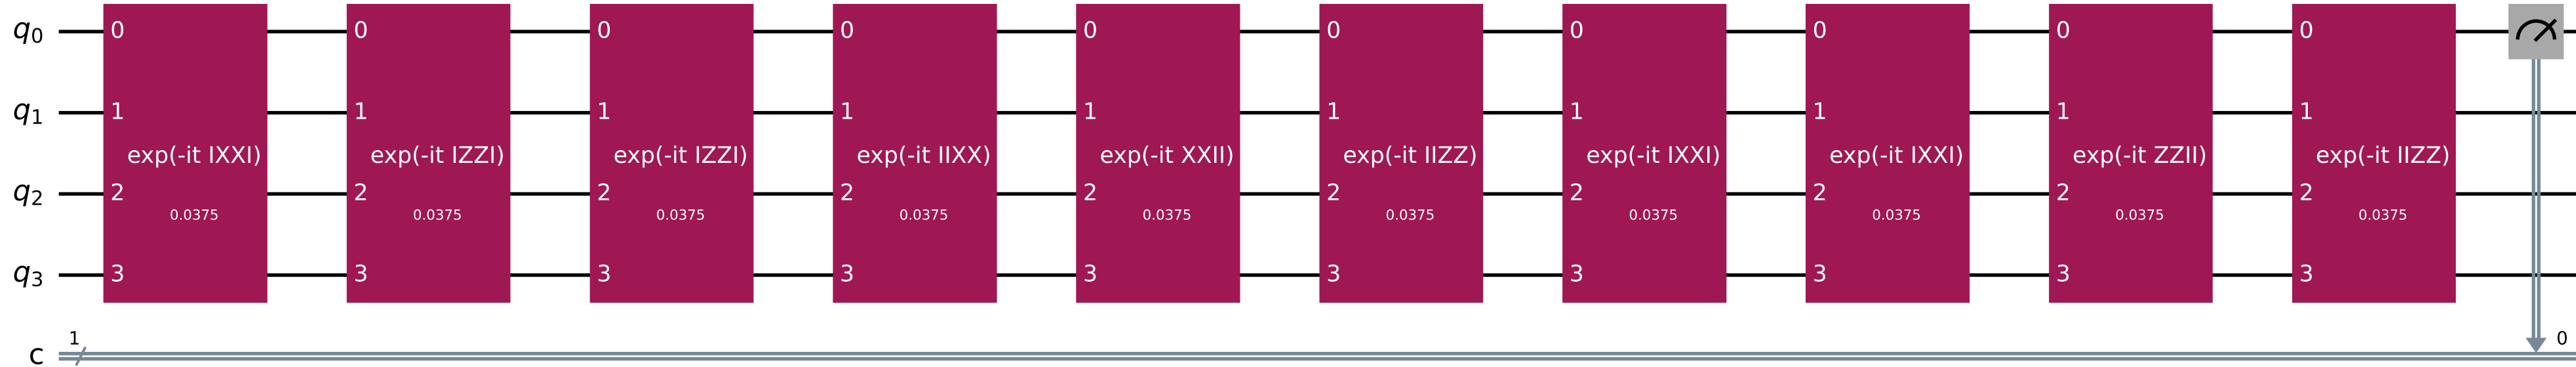 q0 0 0 0 0 0 0 0 0 0 0
q1 1 1 1 1 1 1 1 1 1 1
exp(-it IXXI) exp(-it IZZI) exp(-it IZZI) exp(-it IIXX) exp(-it XXII) exp(-it IIZZ) exp(-it IXXI) exp(-it IXXI) exp(-it ZZII) exp(-it IIZZ)
q2 2 2 2 2 2 2 2 2 2 2
0.0375 0.0375 0.0375 0.0375 0.0375 0.0375 0.0375 0.0375 0.0375 0.0375
q3 3 3 3 3 3 3 3 3 3 3
1 0
c